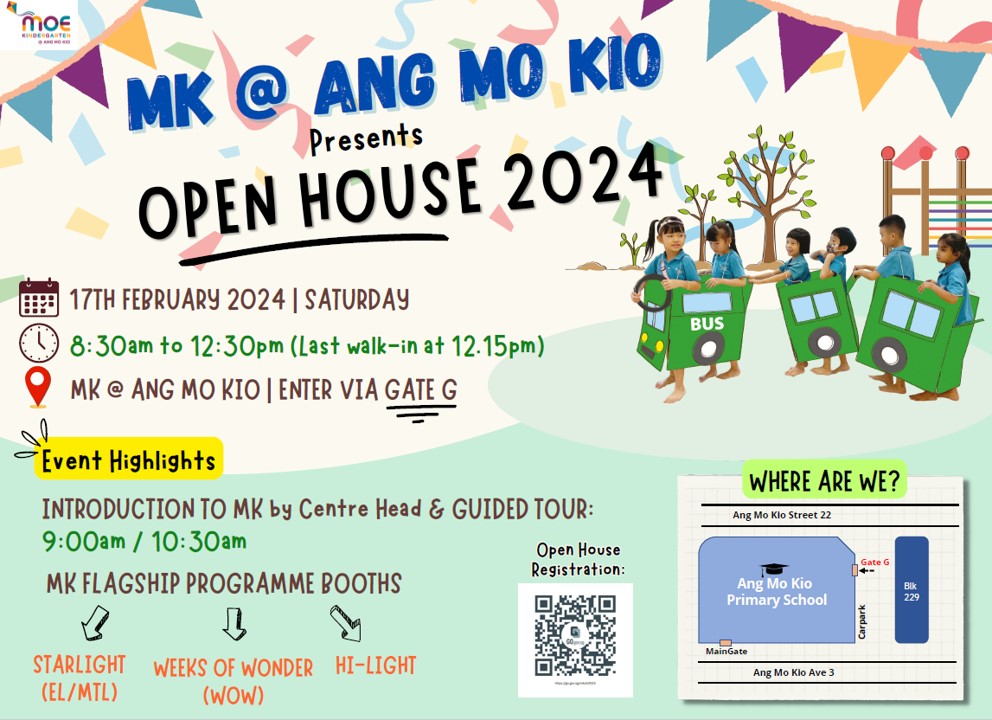 moe
KINDERGARTEN
@ ANG MO KIO
MK @ ANG MO KIO
Presents
OPEN HOUSE 2024
17TH FEBRUARY 2024 | SATURDAY
8:30am to 12:30pm (Last walk-in at 12.15pm)
MK @ ANG MO KIO | ENTER VIA GATE G
BUS
Event Highlights
INTRODUCTION TO MK by Centre Head & GUIDED TOUR:
9:00am / 10:30am
MK FLAGSHIP PROGRAMME BOOTHS
STARLIGHT
(EL/MTL)
WEEKS OF WONDER
(WOW)
HI-LIGHT
Open House
Registration:
WHERE ARE WE?
Ang Mo Kio Street 22
Gate G
Ang Mo Kio
Primary School
Blk
229
Carpark
MainGate
Ang Mo Kio Ave 3